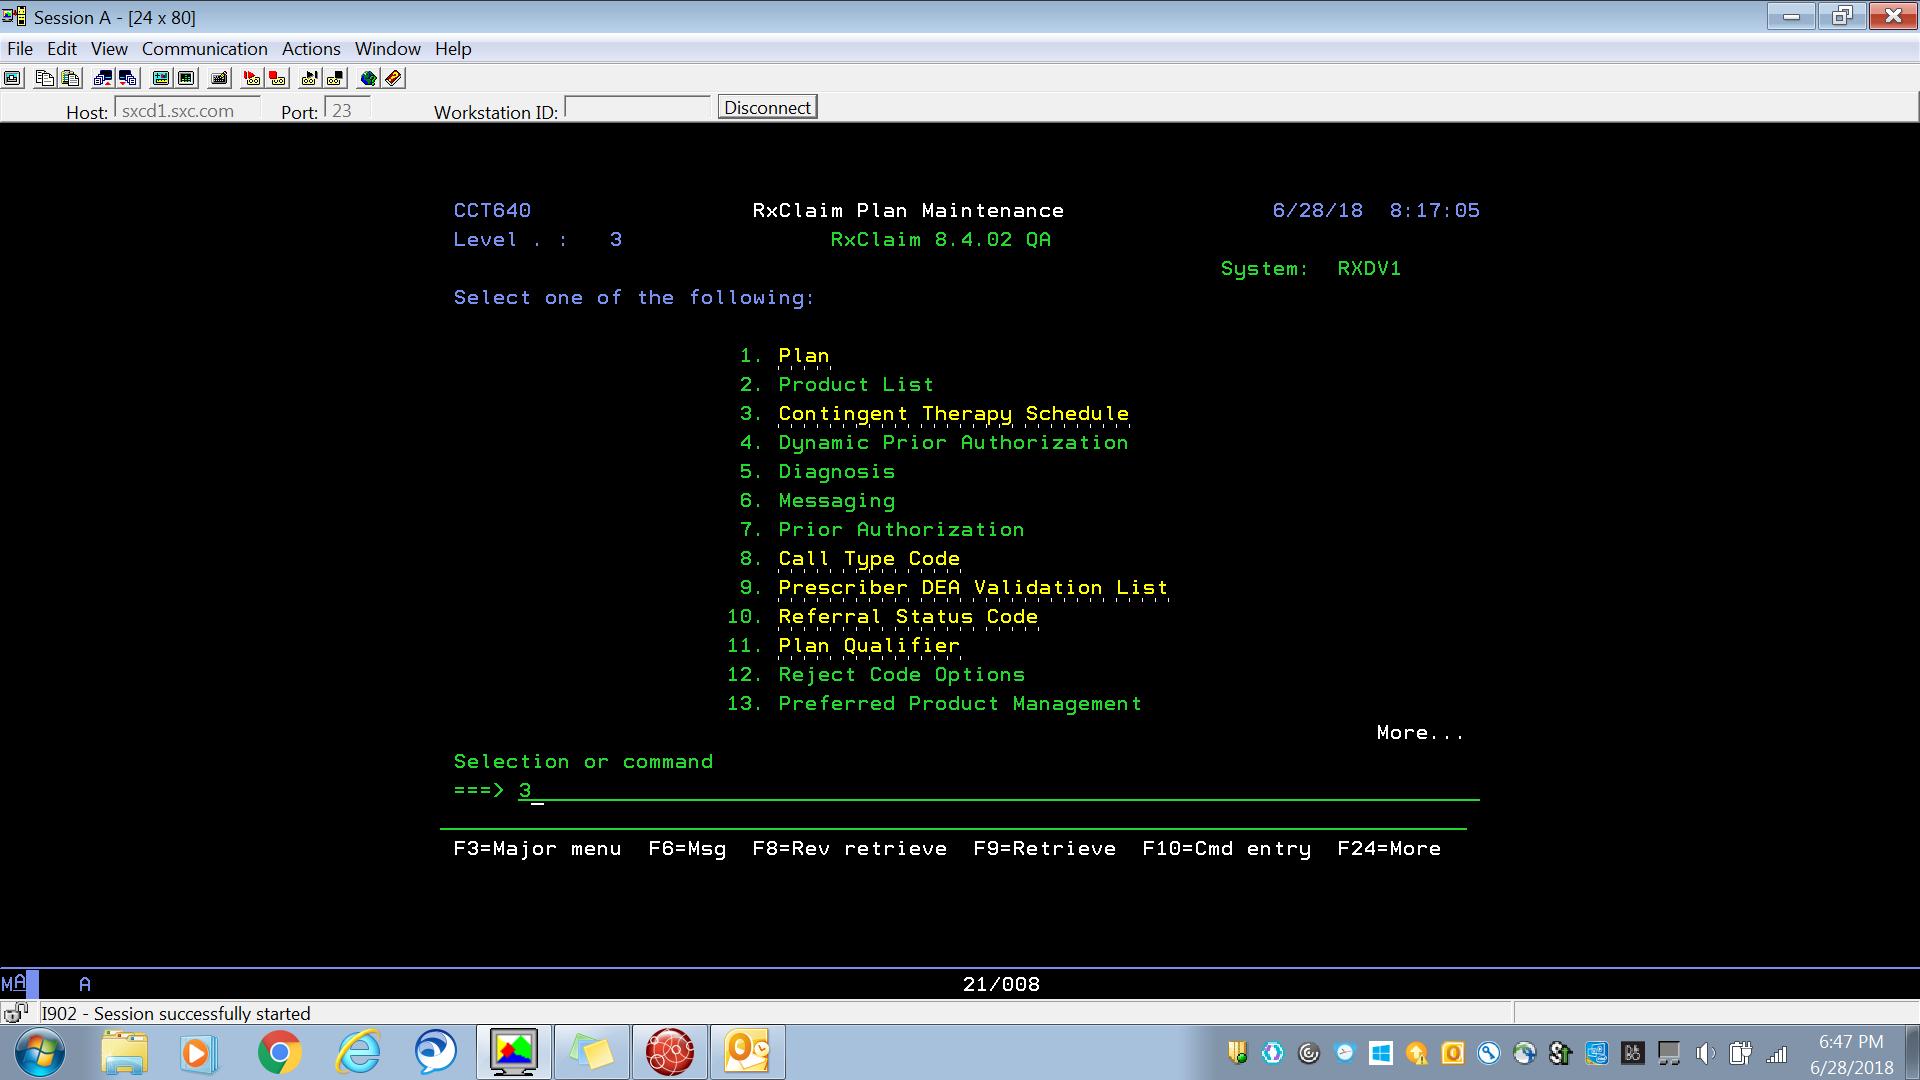 Session A - [24 x 80]
File Edit View Communication Actions Window Help
Host: sxcd1.sxc.com Port: 23 Workstation ID: Disconnect
CCT640 RxClaim Plan Maintenance 6/28/18 8:17:05
Level . : 3 RxClaim 8.4.02 QA
System: RXDV1
Select one of the following:
1. Plan
2. Product List
3. Contingent Therapy Schedule
4. Dynamic Prior Authorization
5. Diagnosis
6. Messaging
7. Prior Authorization
8. Call Type Code
9. Prescriber DEA Validation List
10. Referral Status Code
11. Plan Qualifier
12. Reject Code Options
13. Preferred Product Management
More...
Selection or command
===> 3
F3=Major menu F6=Msg F8=Rev retrieve F9=Retrieve F10=Cmd entry F24=More
MA A 21/008
I902 - Session successfully started
6:47 PM
6/28/2018